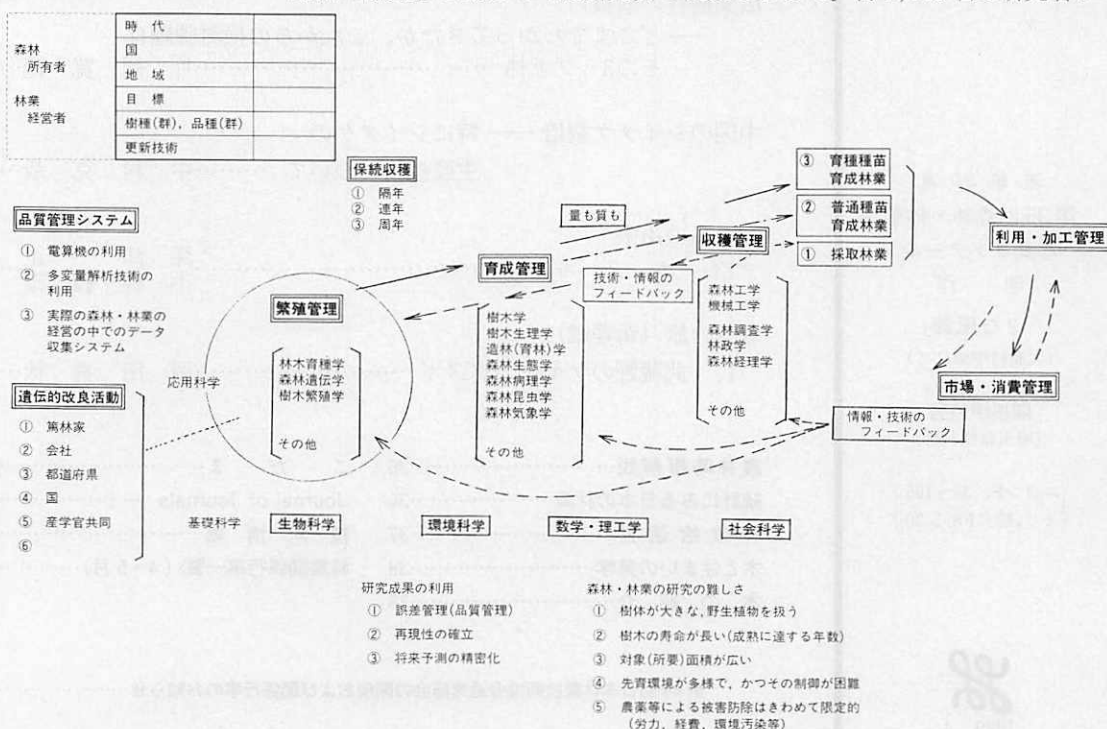 森林
所有者
林業
経営者
時代
国
地域
目標
樹種(群), 品種(群)
更新技術
保続収穫
① 隔年
② 連年
③ 周年
品質管理システム
① 電算機の利用
② 多変量解析技術の
利用
③ 実際の森林・林業の
経営の中でのデータ
収集システム
遺伝的改良活動
① 篤林家
② 会社
③ 都道府県
④ 国
⑤ 産学官共同
⑥
応用科学
基礎科学
繁殖管理
林木育種学
森林遺伝学
樹木繁殖学
その他
育成管理
樹木学
樹木生理学
造林(育林)学
森林生態学
森林病理学
森林昆虫学
森林気象学
その他
量も質も
技術・情報の
フィードバック
収穫管理
森林工学
機械工学
森林調査学
林政学
森林経理学
その他
③ 育種種苗
育成林業
② 普通種苗
育成林業
① 採取林業
利用・加工管理
市場・消費管理
情報・技術の
フィードバック
生物科学
環境科学
数学・理工学
社会科学
研究成果の利用
① 誤差管理(品質管理)
② 再現性の確立
③ 将来予測の精密化
森林・林業の研究の難しさ
① 樹体が大きな,野生植物を扱う
② 樹木の寿命が長い(成熟に達する年数)
③ 対象(所要)面積が広い
④ 先育環境が多様で, かつその制御が困難
⑤ 農薬等による被害防除はきわめて限定的
(労力, 経費, 環境汚染等)